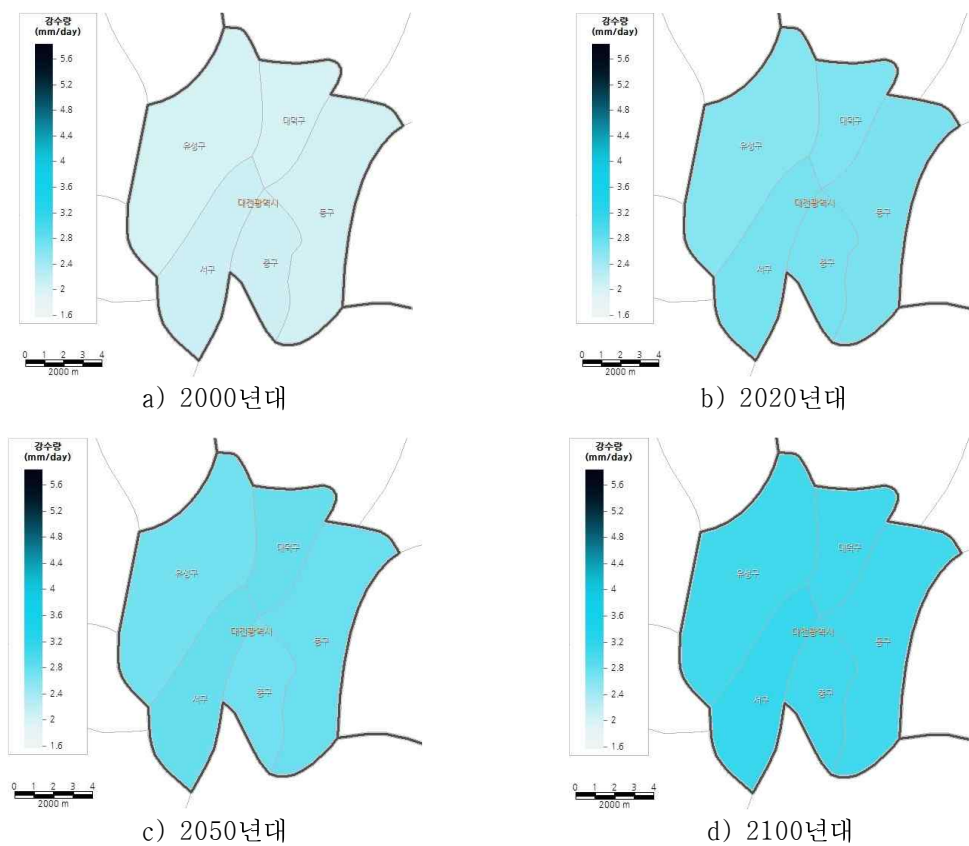 강수량
(mm/day)
5.6
5.2
4.8
4.4
4
3.6
3.2
2.8
2.4
2
1.6
유성구
대덕구
대전광역시
동구
서구
중구
0 1 2 3 4
2000 m
a) 2000년대
강수량
(mm/day)
5.6
5.2
4.8
4.4
4
3.6
3.2
2.8
2.4
2
1.6
유성구
대덕구
대전광역시
동구
서구
중구
0 1 2 3 4
2000 m
b) 2020년대
강수량
(mm/day)
5.6
5.2
4.8
4.4
4
3.6
3.2
2.8
2.4
2
1.6
대덕구
유성구
대전광역시
동구
서구
중구
0 1 2 3 4
2000 m
c) 2050년대
강수량
(mm/day)
5.6
5.2
4.8
4.4
4
3.6
3.2
2.8
2.4
2
1.6
대덕구
유성구
대전광역시
동구
서구
중구
0 1 2 3 4
2000 m
d) 2100년대